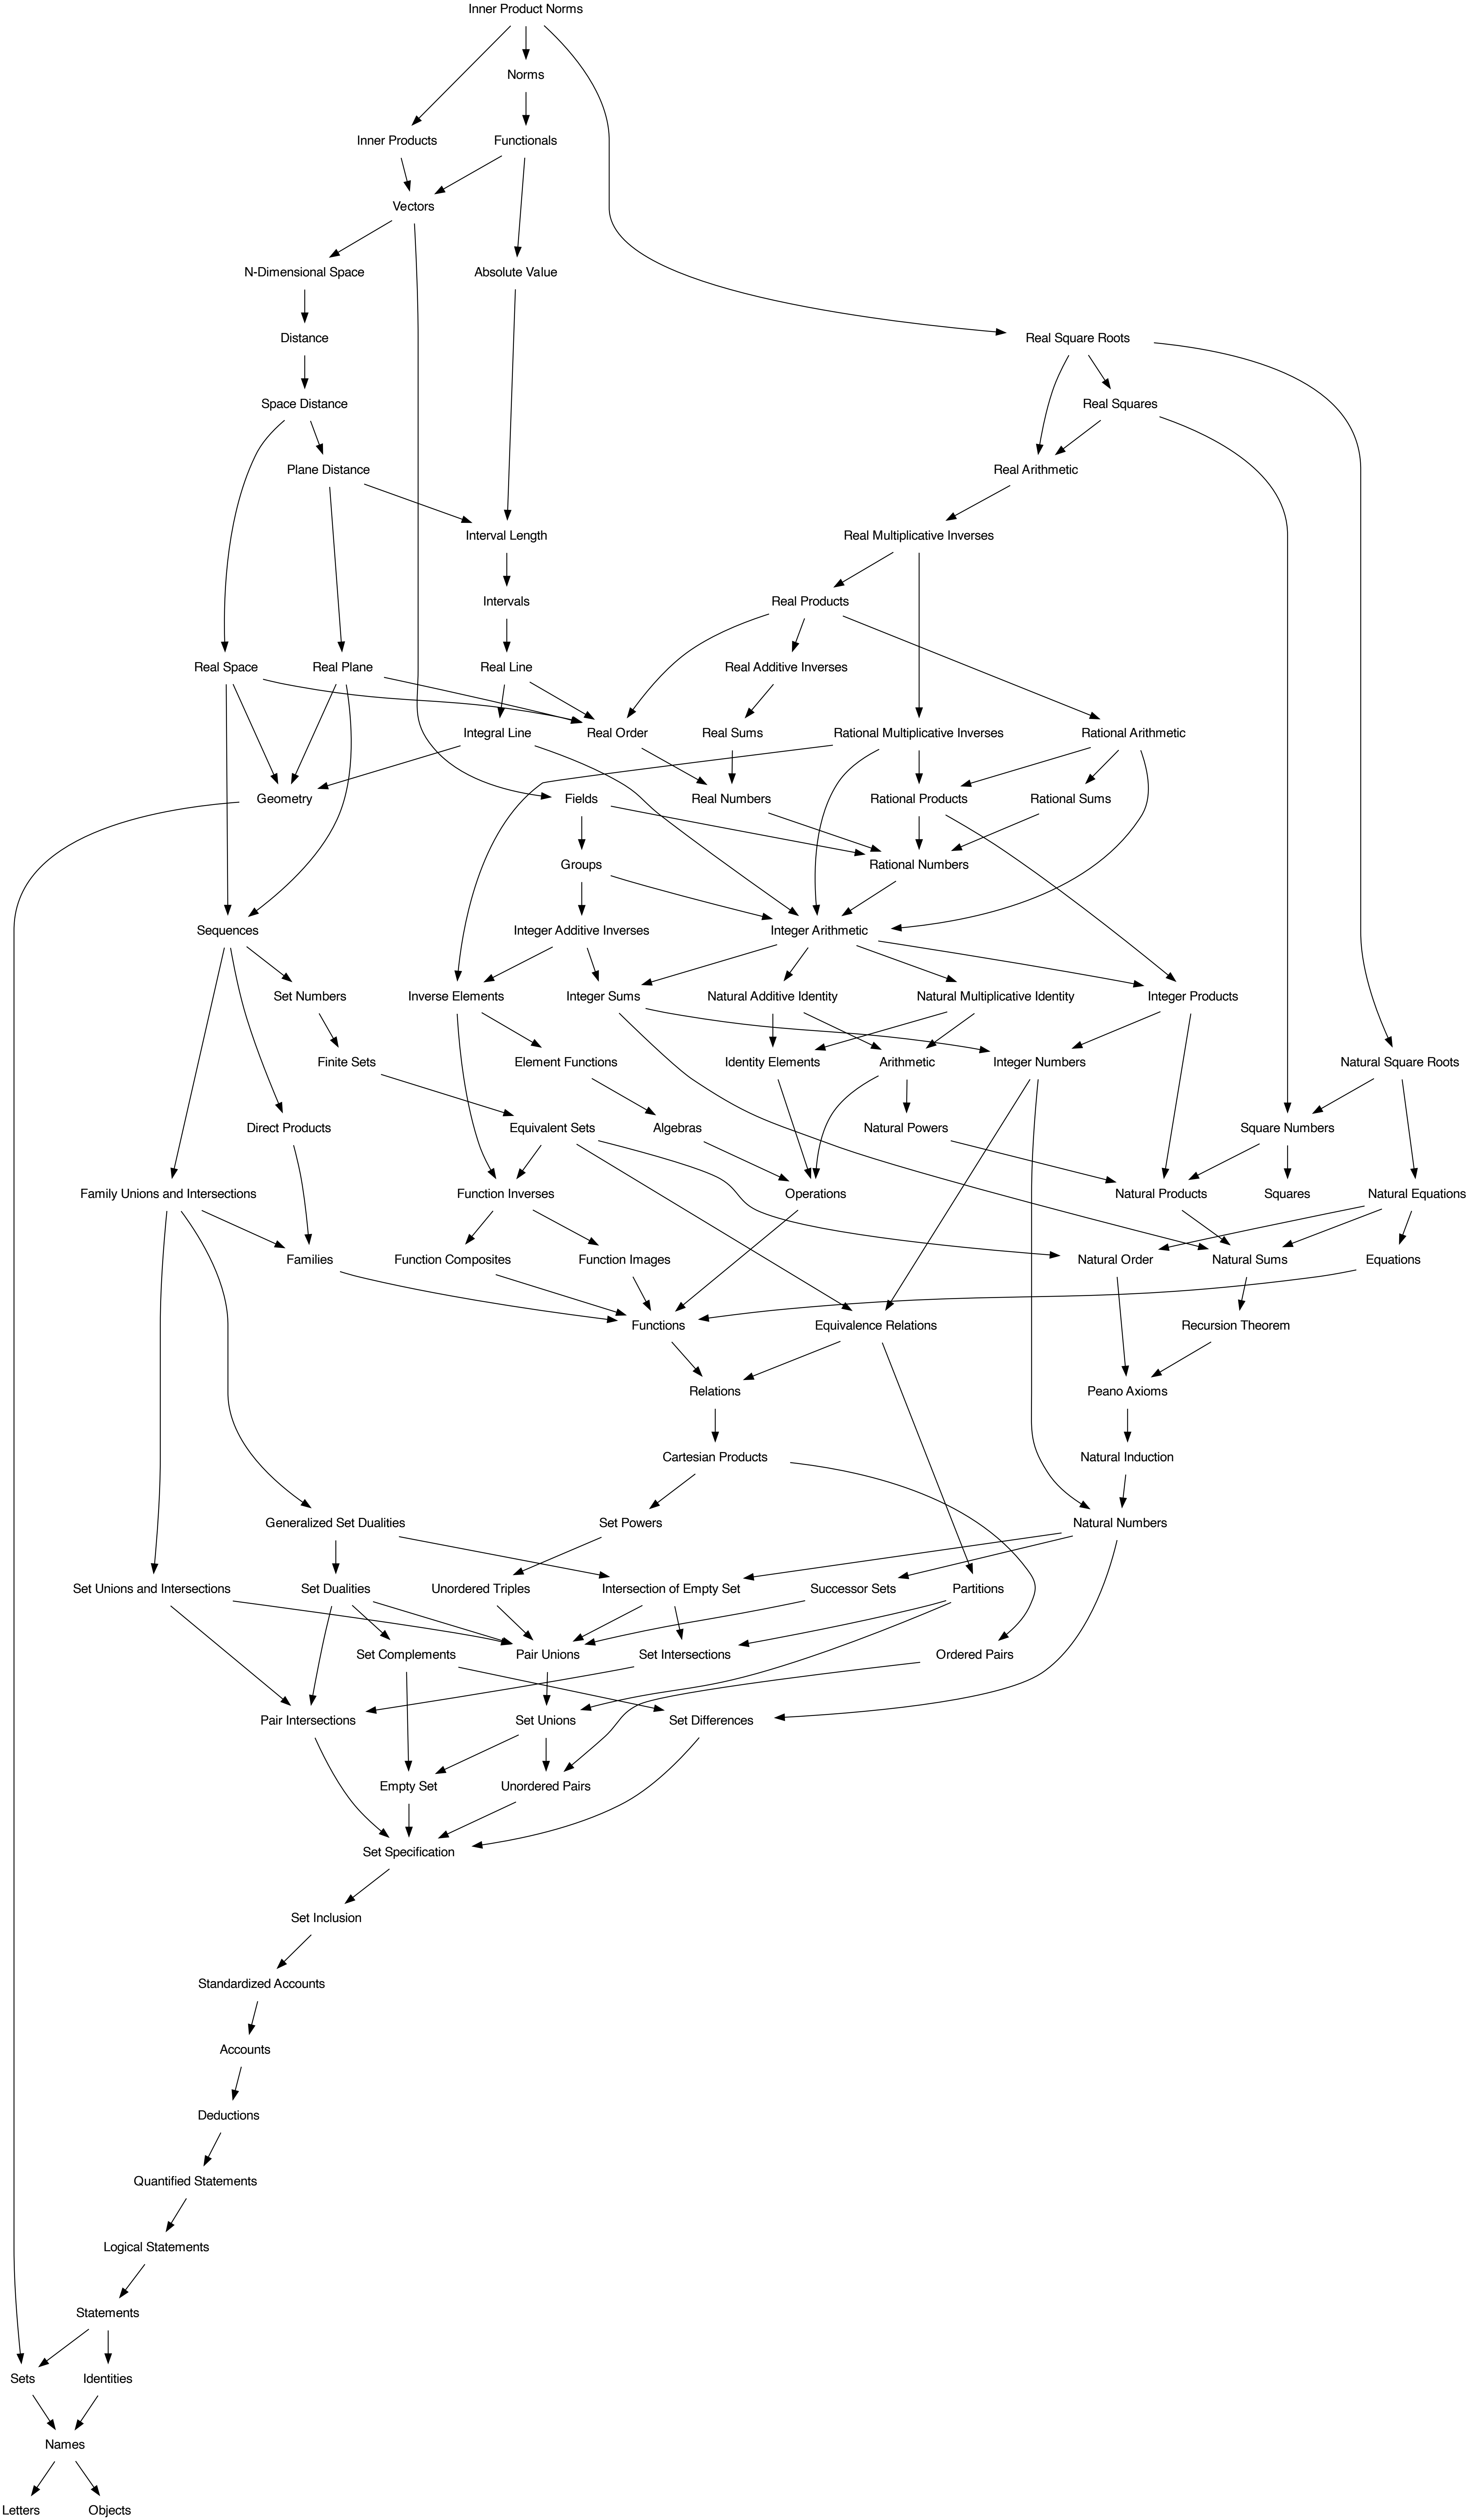 Inner Product Norms
Norms
Inner Products
Functionals
Vectors
N-Dimensional Space
Absolute Value
Distance
Real Square Roots
Space Distance
Real Squares
Plane Distance
Real Arithmetic
Interval Length
Real Multiplicative Inverses
Intervals
Real Products
Real Space
Real Plane
Real Line
Real Additive Inverses
Integral Line
Real Order
Real Sums
Rational Multiplicative Inverses
Rational Arithmetic
Geometry
Fields
Real Numbers
Rational Products
Rational Sums
Groups
Rational Numbers
Sequences
Integer Additive Inverses
Integer Arithmetic
Set Numbers
Inverse Elements
Integer Sums
Natural Additive Identity
Natural Multiplicative Identity
Integer Products
Finite Sets
Element Functions
Identity Elements
Arithmetic
Integer Numbers
Natural Square Roots
Direct Products
Equivalent Sets
Algebras
Natural Powers
Square Numbers
Family Unions and Intersections
Function Inverses
Operations
Natural Products
Squares
Natural Equations
Families
Function Composites
Function Images
Natural Order
Natural Sums
Equations
Functions
Equivalence Relations
Recursion Theorem
Relations
Peano Axioms
Cartesian Products
Natural Induction
Generalized Set Dualities
Set Powers
Natural Numbers
Set Unions and Intersections
Set Dualities
Unordered Triples
Intersection of Empty Set
Successor Sets
Partitions
Set Complements
Pair Unions
Set Intersections
Ordered Pairs
Pair Intersections
Set Unions
Set Differences
Empty Set
Unordered Pairs
Set Specification
Set Inclusion
Standardized Accounts
Accounts
Deductions
Quantified Statements
Logical Statements
Statements
Sets
Identities
Names
Letters
Objects